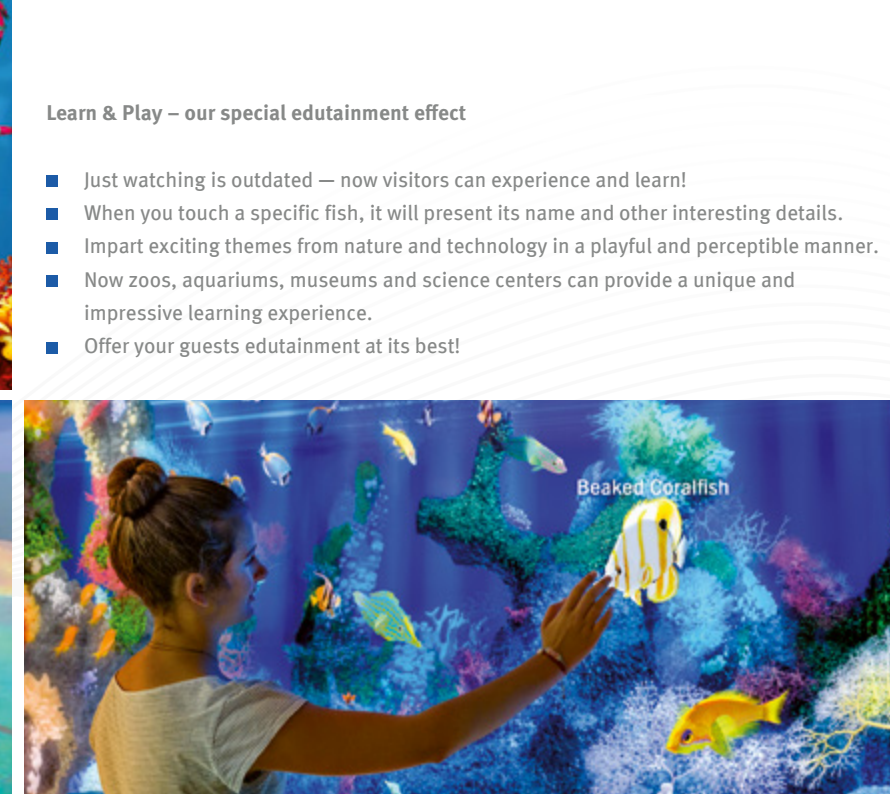 Learn & Play – our special edutainment effect
Just watching is outdated — now visitors can experience and learn!
When you touch a specific fish, it will present its name and other interesting details.
Impart exciting themes from nature and technology in a playful and perceptible manner.
Now zoos, aquariums, museums and science centers can provide a unique and
impressive learning experience.
Offer your guests edutainment at its best!
Beaked Coralfish